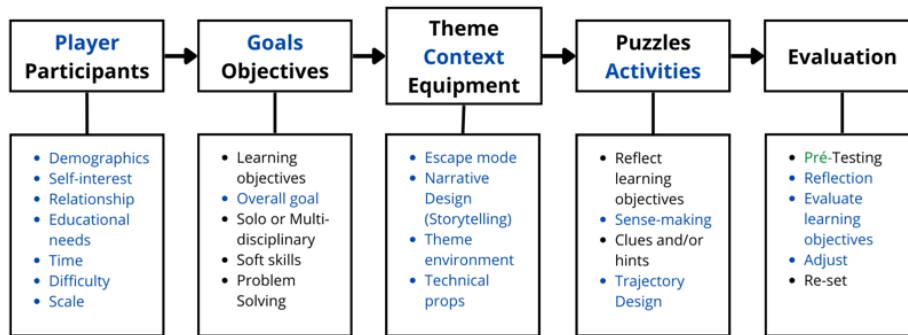 Player
Participants
Goals
Objectives
Theme
Context
Equipment
Puzzles
Activities
Evaluation
• Demographics
• Self-interest
• Relationship
• Educational
needs
• Time
• Difficulty
• Scale
• Learning
objectives
• Overall goal
• Solo or Multi-
disciplinary
• Soft skills
• Problem
Solving
• Escape mode
• Narrative
Design
(Storytelling)
• Theme
environment
• Technical
props
• Reflect
learning
objectives
• Sense-making
• Clues and/or
hints
• Trajectory
Design
• Pré-Testing
• Reflection
• Evaluate
learning
objectives
• Adjust
• Re-set